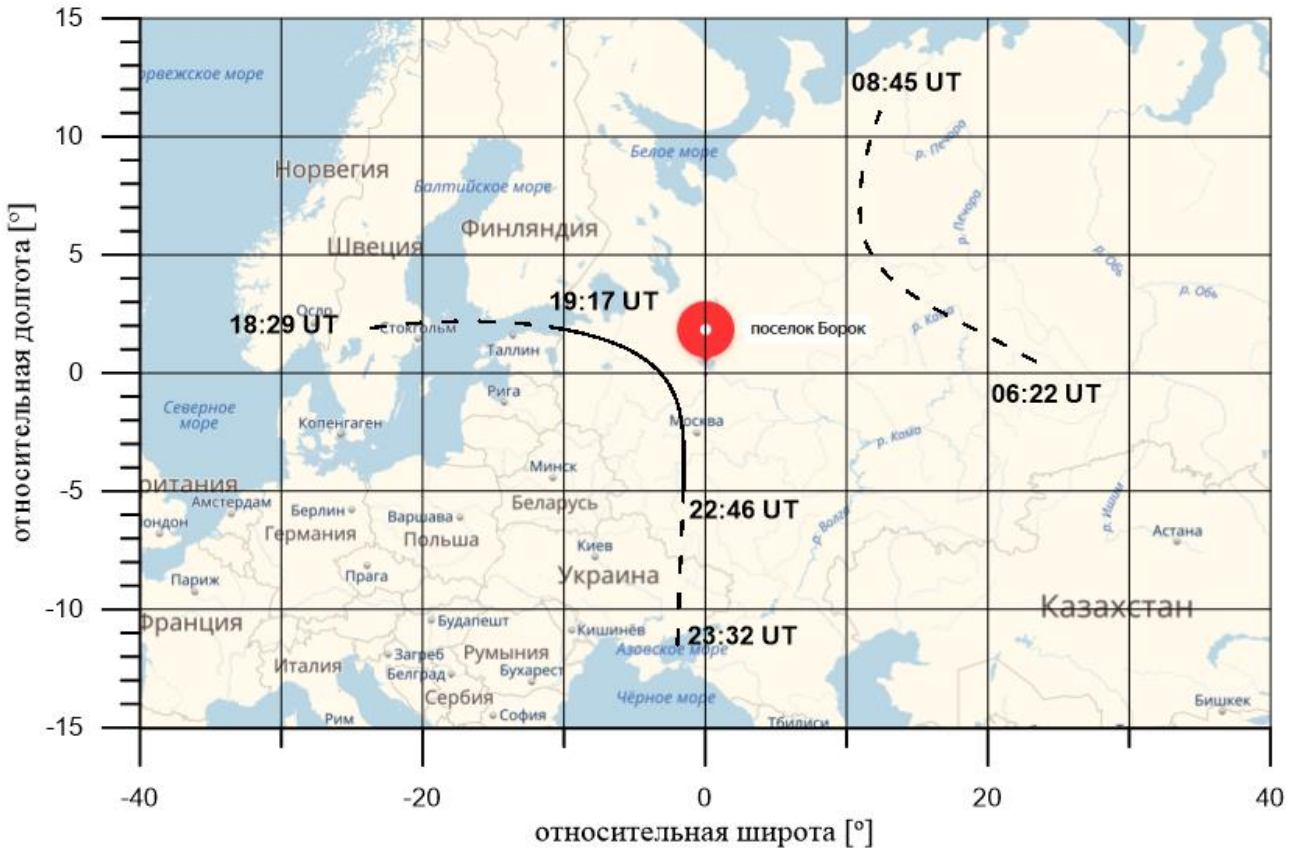 15
10
5
0
-5
-10
-15
относительная долгота [°]
орвежское море
08:45 UT
р. Печора
Белое море
Норвегия
Балтийское море
р. Печора
Финляндия
Швеция
р. Обь
р. Обь
19:17 UT
Осло
18:29 UT
Стокгольм
поселок Борок
р. Кама
Таллин
Рига
06:22 UT
Северное
море
Копенгаген
Москва
р. Кама
Минск
ритания
Амстердам
Берлин
Варшава
Беларусь
22:46 UT
р. Волга
р. Ишим
ондон
Германия
Польша
Астана
Киев
Париж
Прага
Украина
Казахстан
Франция
Будапешт
Кишинёв
23:32 UT
Азовское море
Загреб
Румыния
Италия
Белград
Бухарест
Сербия
Чёрное море
Бишкек
Рим
София
Тбилиси
-40
-20
0
20
40
относительная широта [°]